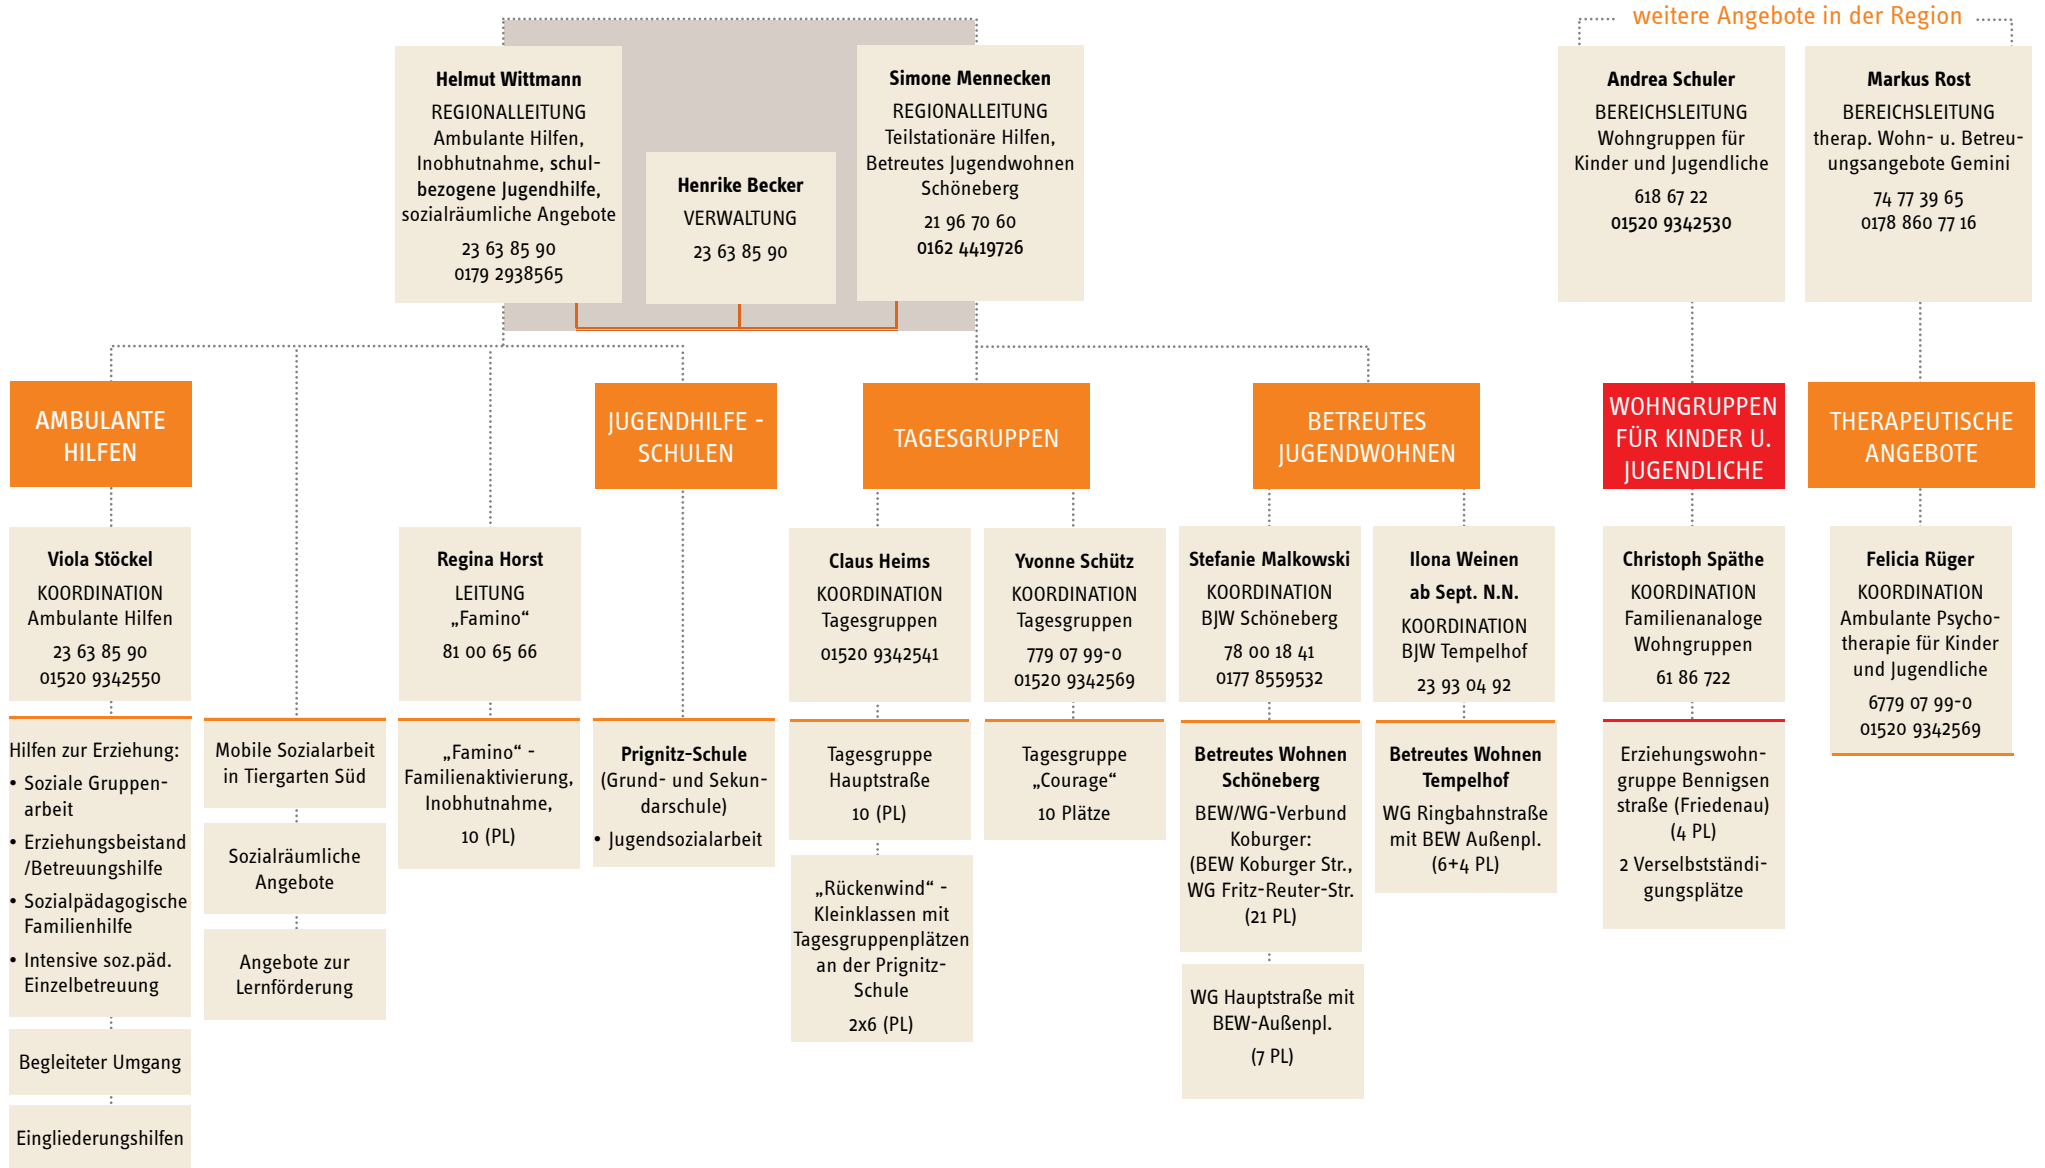 weitere Angebote in der Region
Helmut Wittmann
REGIONALLEITUNG
Ambulante Hilfen,
Inobhutnahme, schul-
bezogene Jugendhilfe,
sozialräumliche Angebote
23 63 85 90
0179 2938565
Henrike Becker
VERWALTUNG
23 63 85 90
Simone Mennecken
REGIONALLEITUNG
Teilstationäre Hilfen,
Betreutes Jugendwohnen
Schöneberg
21 96 70 60
0162 4419726
Andrea Schuler
BEREICHSLEITUNG
Wohngruppen für
Kinder und Jugendliche
618 67 22
01520 9342530
Markus Rost
BEREICHSLEITUNG
therap. Wohn- u. Betreu-
ungsangebote Gemini
74 77 39 65
0178 860 77 16
AMBULANTE
HILFEN
JUGENDHILFE -
SCHULEN
TAGESGRUPPEN
BETREUTES
JUGENDWOHNEN
WOHNGRUPPEN
FÜR KINDER U.
JUGENDLICHE
THERAPEUTISCHE
ANGEBOTE
Viola Stöckel
KOORDINATION
Ambulante Hilfen
23 63 85 90
01520 9342550
Regina Horst
LEITUNG
„Famino“
81 00 65 66
Claus Heims
KOORDINATION
Tagesgruppen
01520 9342541
Yvonne Schütz
KOORDINATION
Tagesgruppen
779 07 99-0
01520 9342569
Stefanie Malkowski
KOORDINATION
BJW Schöneberg
78 00 18 41
0177 8559532
Ilona Weinen
ab Sept. N.N.
KOORDINATION
BJW Tempelhof
23 93 04 92
Christoph Späthe
KOORDINATION
Familienanaloge
Wohngruppen
61 86 722
Felicia Rüger
KOORDINATION
Ambulante Psycho-
therapie für Kinder
und Jugendliche
6779 07 99-0
01520 9342569
Hilfen zur Erziehung:
• Soziale Gruppen-
arbeit
• Erziehungsbeistand
/Betreuungshilfe
• Sozialpädagogische
Familienhilfe
• Intensive soz.päd.
Einzelbetreuung
Begleiteter Umgang
Eingliederungshilfen
Mobile Sozialarbeit
in Tiergarten Süd
Sozialräumliche
Angebote
Angebote zur
Lernförderung
„Famino“ -
Familienaktivierung,
Inobhutnahme,
10 (PL)
Prignitz-Schule
(Grund- und Sekun-
darschule)
• Jugendsozialarbeit
Tagesgruppe
Hauptstraße
10 (PL)
„Rückenwind“ -
Kleinklassen mit
Tagesgruppenplätzen
an der Prignitz-
Schule
2x6 (PL)
Tagesgruppe
„Courage“
10 Plätze
Betreutes Wohnen
Schöneberg
BEW/WG-Verbund
Koburger:
(BEW Koburger Str.,
WG Fritz-Reuter-Str.
(21 PL)
WG Hauptstraße mit
BEW-Außenpl.
(7 PL)
Betreutes Wohnen
Tempelhof
WG Ringbahnstraße
mit BEW Außenpl.
(6+4 PL)
Erziehungswohn-
gruppe Bennigsen
straße (Friedenau)
(4 PL)
2 Verselbstständi-
gungsplätze